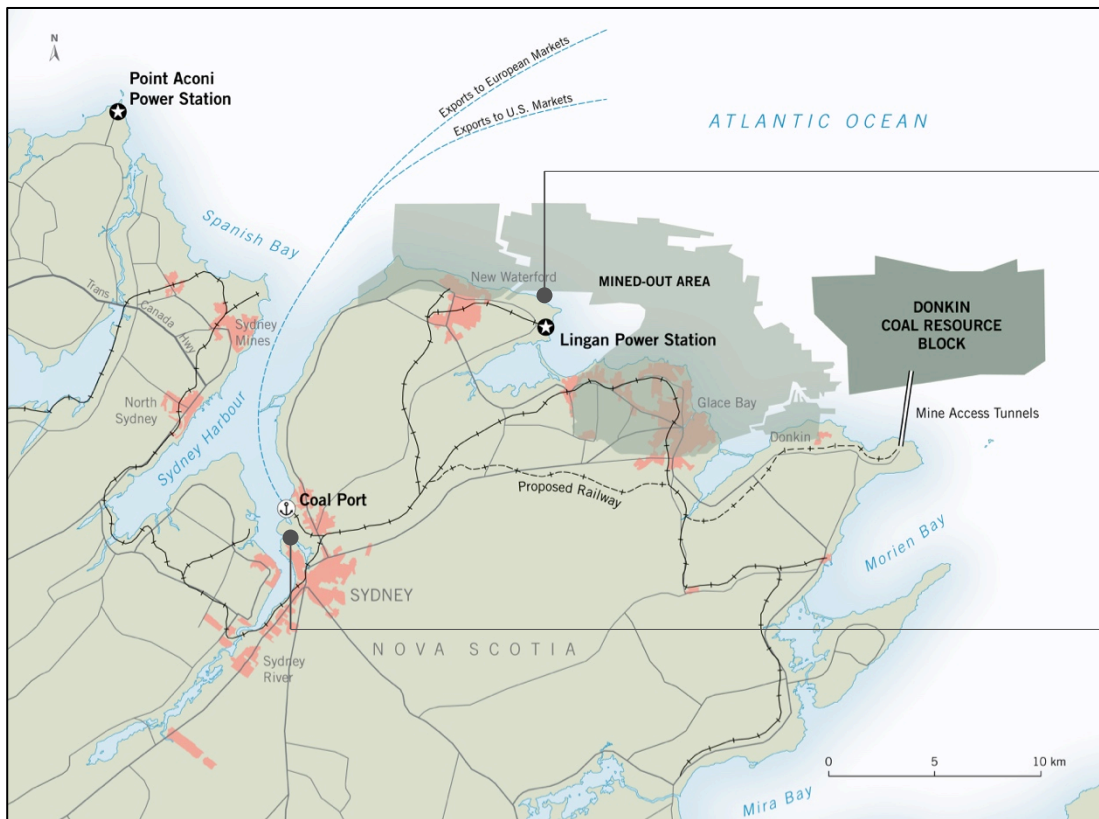 N
Point Aconi
Power Station
Exports to European Markets
Exports to U.S. Markets
ATLANTIC OCEAN
Spanish Bay
New Waterford
MINED-OUT AREA
DONKIN
COAL RESOURCE
BLOCK
Trans
Canada
Hwy
Sydney
Mines
Lingan Power Station
North
Sydney
Sydney Harbour
Glace Bay
Mine Access Tunnels
Donkin
Proposed Railway
Coal Port
Morien Bay
SYDNEY
NOVA SCOTIA
Sydney
River
0 5 10 km
Mira Bay